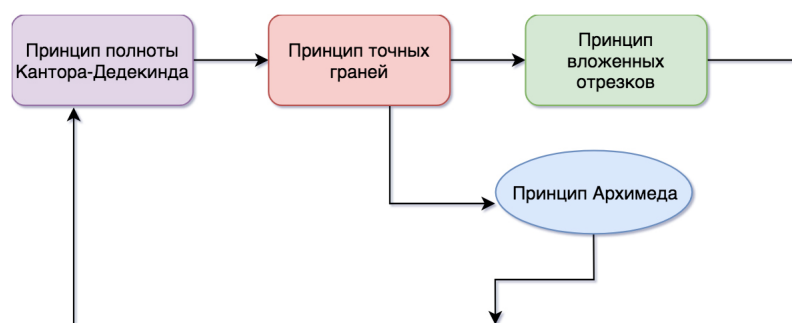 Принцип полноты
Кантора-Дедекинда
Принцип точных
граней
Принцип
вложенных
отрезков
Принцип Архимеда